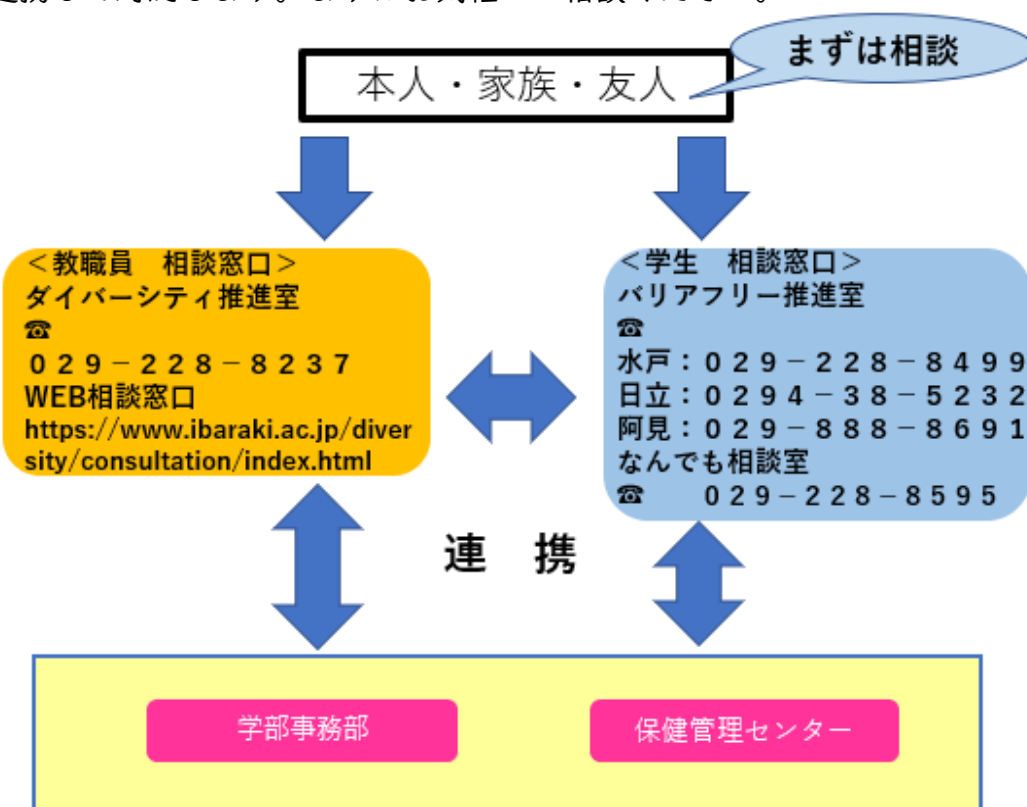 まずは相談
本人・家族・友人
＜教職員　相談窓口＞
ダイバーシティ推進室
☎
０２９－２２８－８２３７
WEB相談窓口
https://www.ibaraki.ac.jp/diver
sity/consultation/index.html
＜学生　相談窓口＞
バリアフリー推進室
☎
水戸：０２９－２２８－８４９９
日立：０２９４－３８－５２３２
阿見：０２９－８８８－８６９１
なんでも相談室
☎　　０２９－２２８－８５９５
連　携
学部事務部
保健管理センター